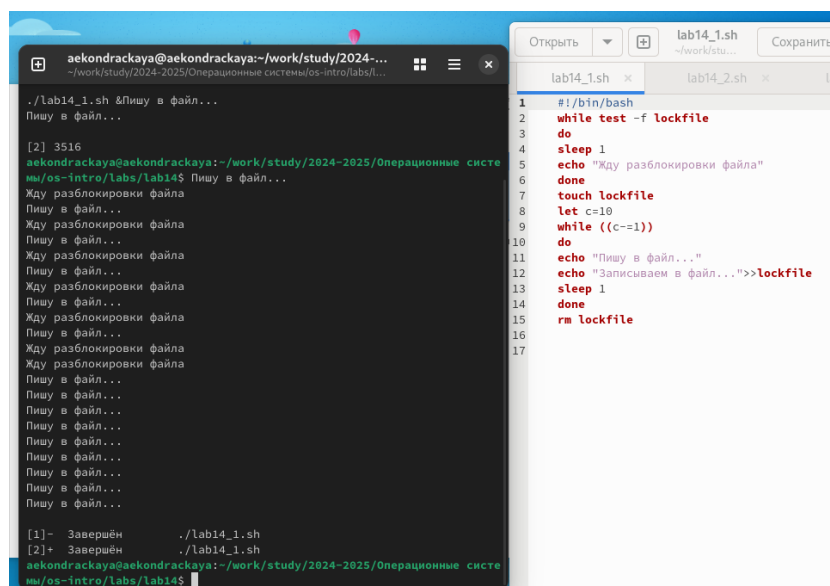 aekondrackaya@aekondrackaya:~/work/study/2024-...
~/work/study/2024-2025/Операционные системы/os-intro/labs/l...
./lab14_1.sh &Пишу в файл...
Пишу в файл...
[2] 3516
aekondrackaya@aekondrackaya:~/work/study/2024-2025/Операционные систе
мы/os-intro/labs/lab14$ Пишу в файл...
Жду разблокировки файла
Пишу в файл...
Жду разблокировки файла
Пишу в файл...
Жду разблокировки файла
Пишу в файл...
Жду разблокировки файла
Пишу в файл...
Жду разблокировки файла
Пишу в файл...
Жду разблокировки файла
Жду разблокировки файла
Пишу в файл...
Пишу в файл...
Пишу в файл...
Пишу в файл...
Пишу в файл...
Пишу в файл...
Пишу в файл...
Пишу в файл...
Пишу в файл...
[1]- Завершён ./lab14_1.sh
[2]+ Завершён ./lab14_1.sh
aekondrackaya@aekondrackaya:~/work/study/2024-2025/Операционные систе
мы/os-intro/labs/lab14$
Открыть
lab14_1.sh
~/work/stu...
Сохранить
lab14_1.sh ×
lab14_2.sh ×
1 #!/bin/bash
2 while test -f lockfile
3 do
4 sleep 1
5 echo "Жду разблокировки файла"
6 done
7 touch lockfile
8 let c=10
9 while ((c-=1))
10 do
11 echo "Пишу в файл..."
12 echo "Записываем в файл...">>lockfile
13 sleep 1
14 done
15 rm lockfile
16
17